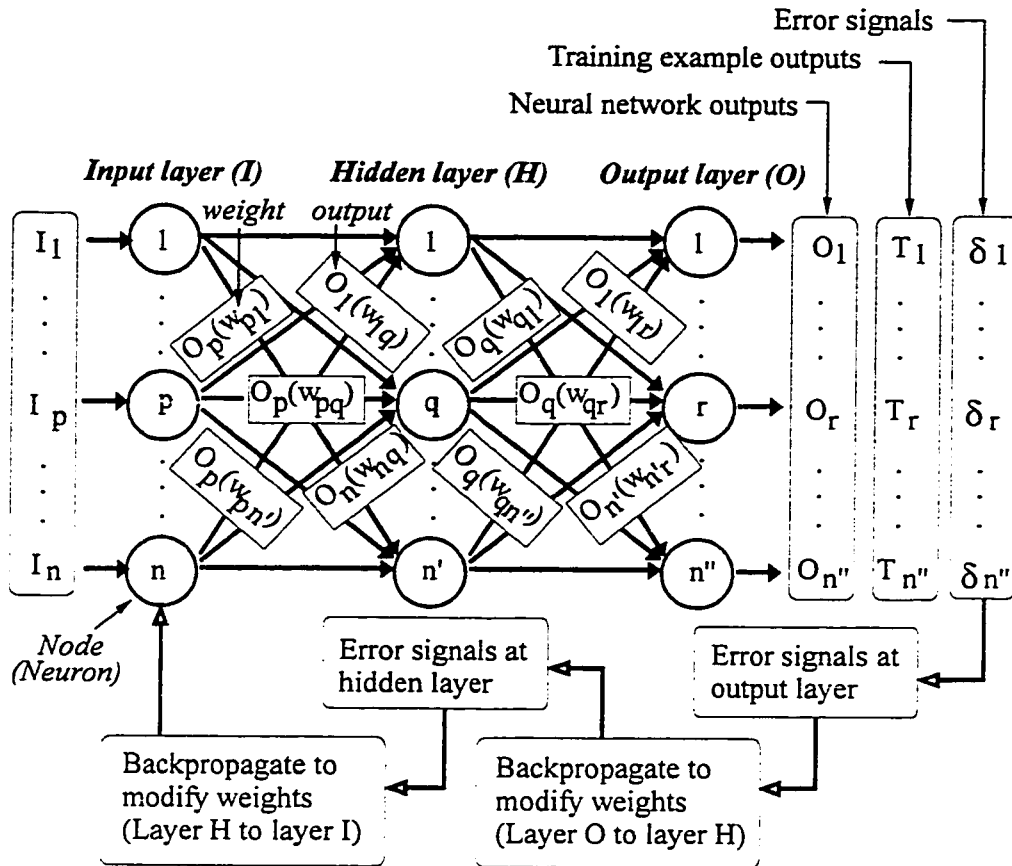 Error signals
Training example outputs
Neural network outputs
Input layer (I)
Hidden layer (H)
Output layer (O)
weight
output
I1
1
1
1
O1
T1
δ1
Op(wp1)
O1(w1q)
Oq(wq1)
O1(w1r)
Ip
p
Op(wpq)
q
Oq(wqr)
r
Or
Tr
δr
Op(wpn')
On(wnq)
Oq(wqn'')
On'(wn'r)
In
n
n'
n''
On''
Tn''
δn''
Node
(Neuron)
Error signals at
hidden layer
Error signals at
output layer
Backpropagate to
modify weights
(Layer H to layer I)
Backpropagate to
modify weights
(Layer O to layer H)